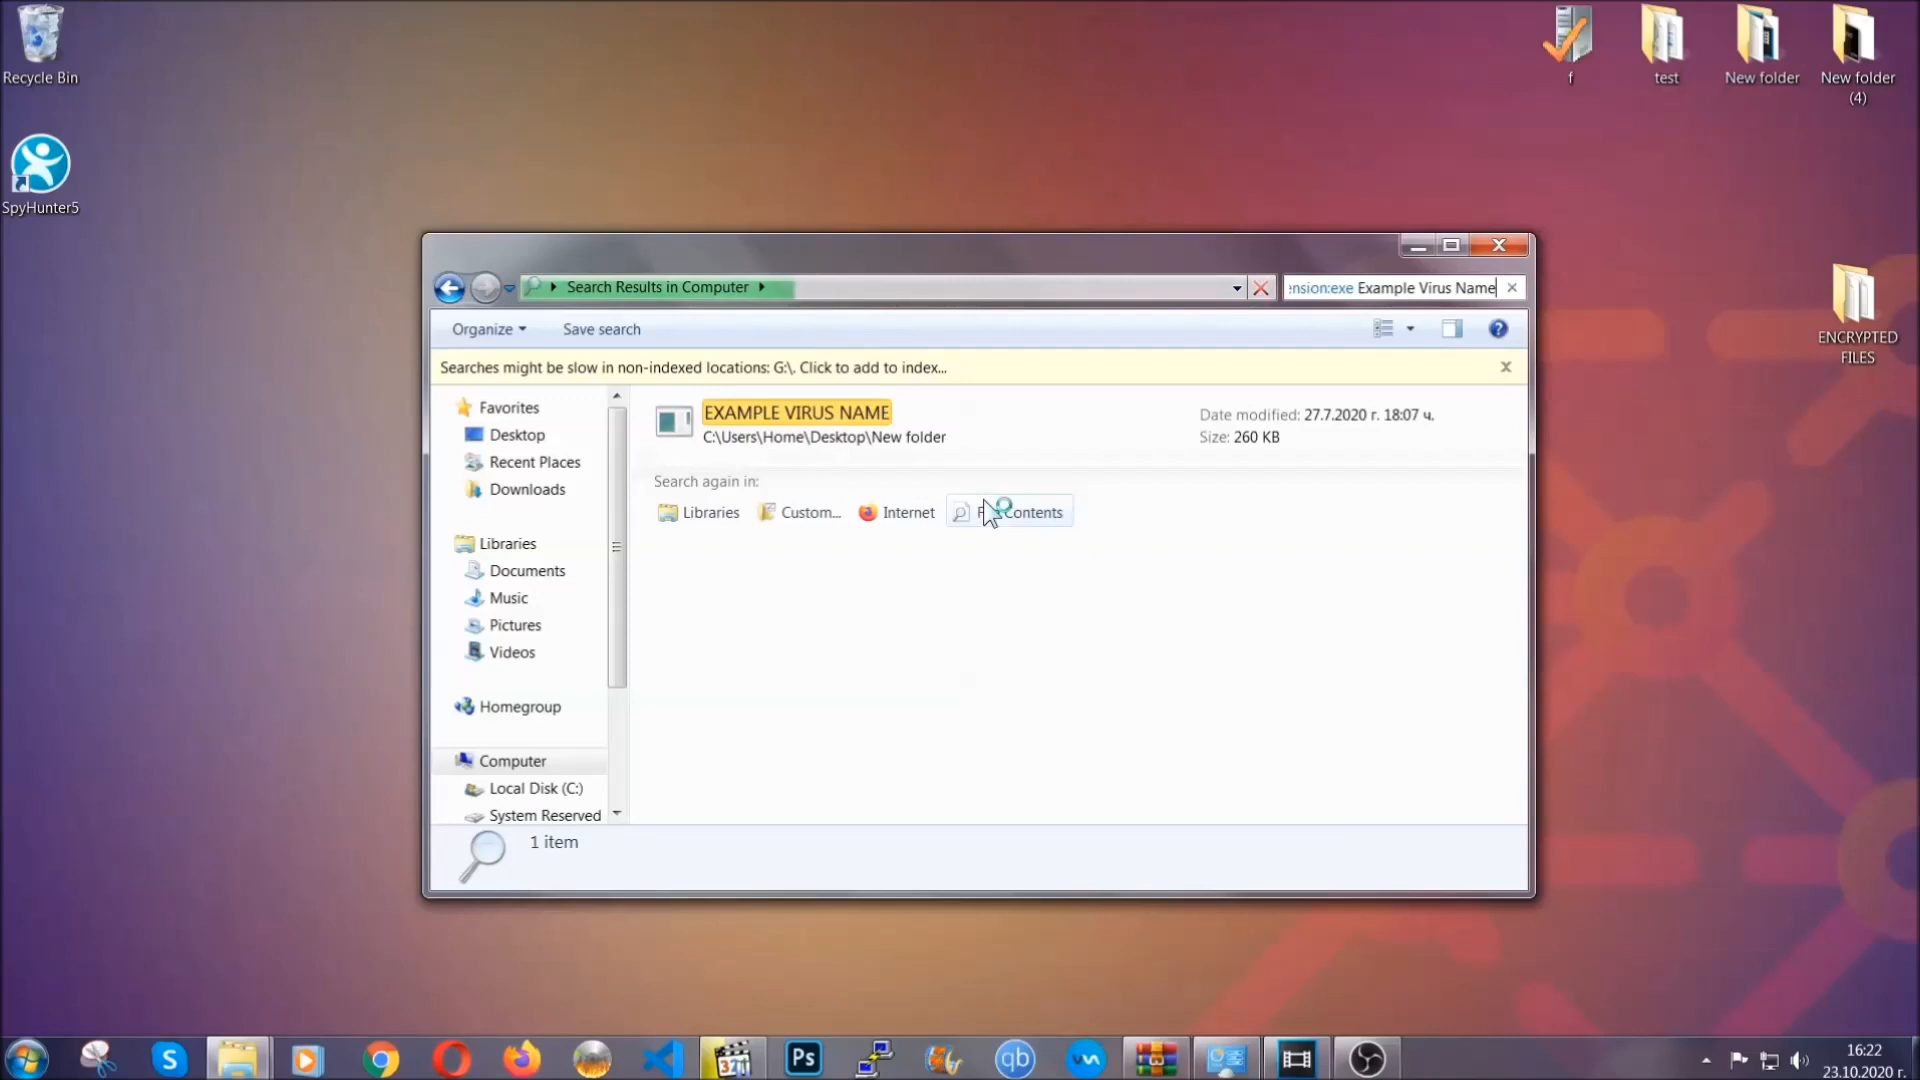 Recycle Bin
SpyHunter5
f
test
New folder
New folder
(4)
ENCRYPTED
FILES
Search Results in Computer
:nsion:exe Example Virus Name
Organize
Save search
Searches might be slow in non-indexed locations: G:\. Click to add to index...
Favorites
Desktop
Recent Places
Downloads
Libraries
Documents
Music
Pictures
Videos
Homegroup
Computer
Local Disk (C:)
System Reserved
EXAMPLE VIRUS NAME
C:\Users\Home\Desktop\New folder
Date modified: 27.7.2020 г. 18:07 ч.
Size: 260 KB
Search again in:
Libraries
Custom...
Internet
Contents
1 item
S
371
Ps
qb
16:22
23.10.2020 г.